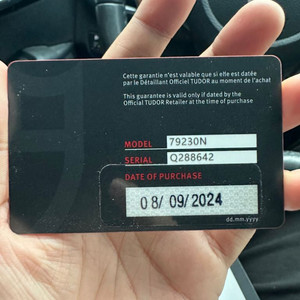 Cette garantie n'est valable que si elle est datée
par le Détaillant Officiel TUDOR au moment de l'achat
This guarantee is valid only if dated by the
Official TUDOR Retailer at the time of purchase
MODEL 79230N
SERIAL Q288642
DATE OF PURCHASE
08/09/2024
dd.mm.yyyy